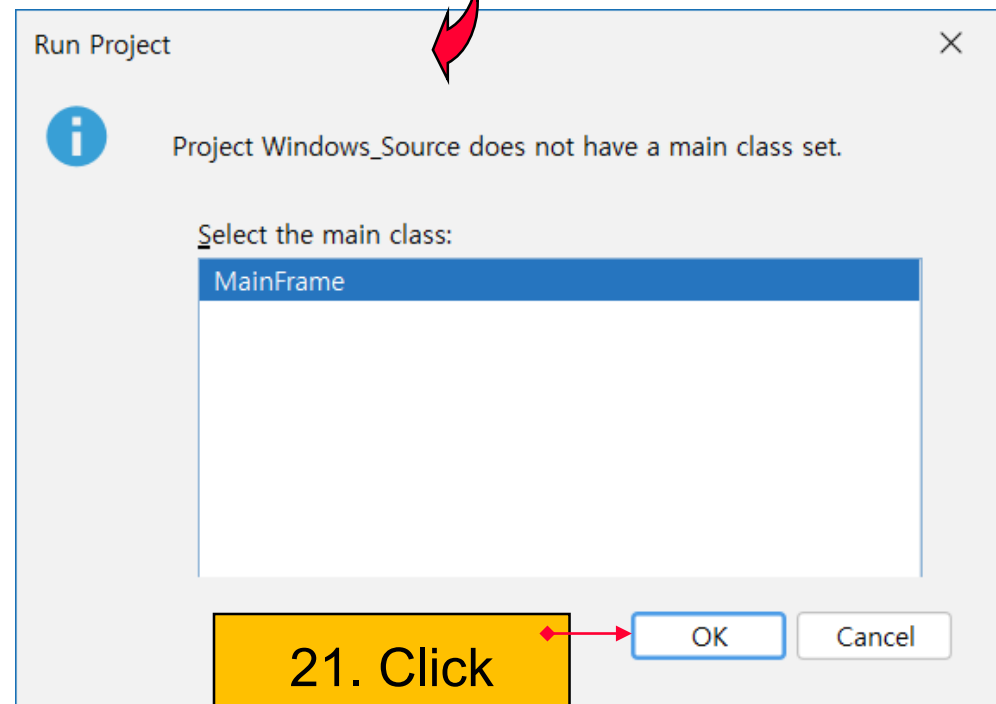 Run Project
Project Windows_Source does not have a main class set.
Select the main class:
MainFrame
OK Cancel
21. Click